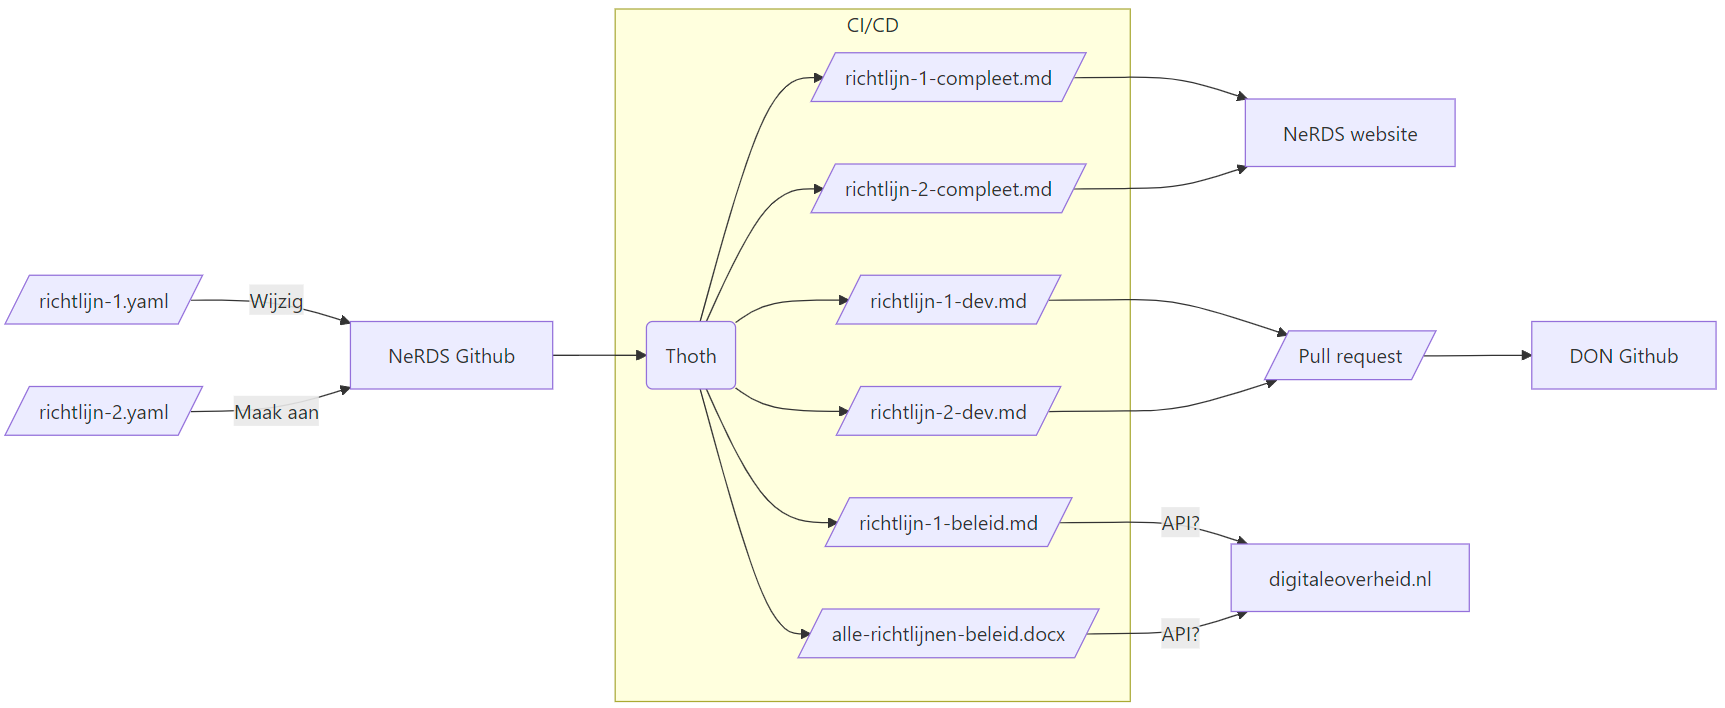 CI/CD
richtlijn-1-compleet.md
NeRDS website
richtlijn-2-compleet.md
richtlijn-1.yaml
Wijzig
richtlijn-1-dev.md
NeRDS Github
Thoth
Pull request
DON Github
richtlijn-2.yaml
Maak aan
richtlijn-2-dev.md
richtlijn-1-beleid.md
API?
digitaleoverheid.nl
alle-richtlijnen-beleid.docx
API?